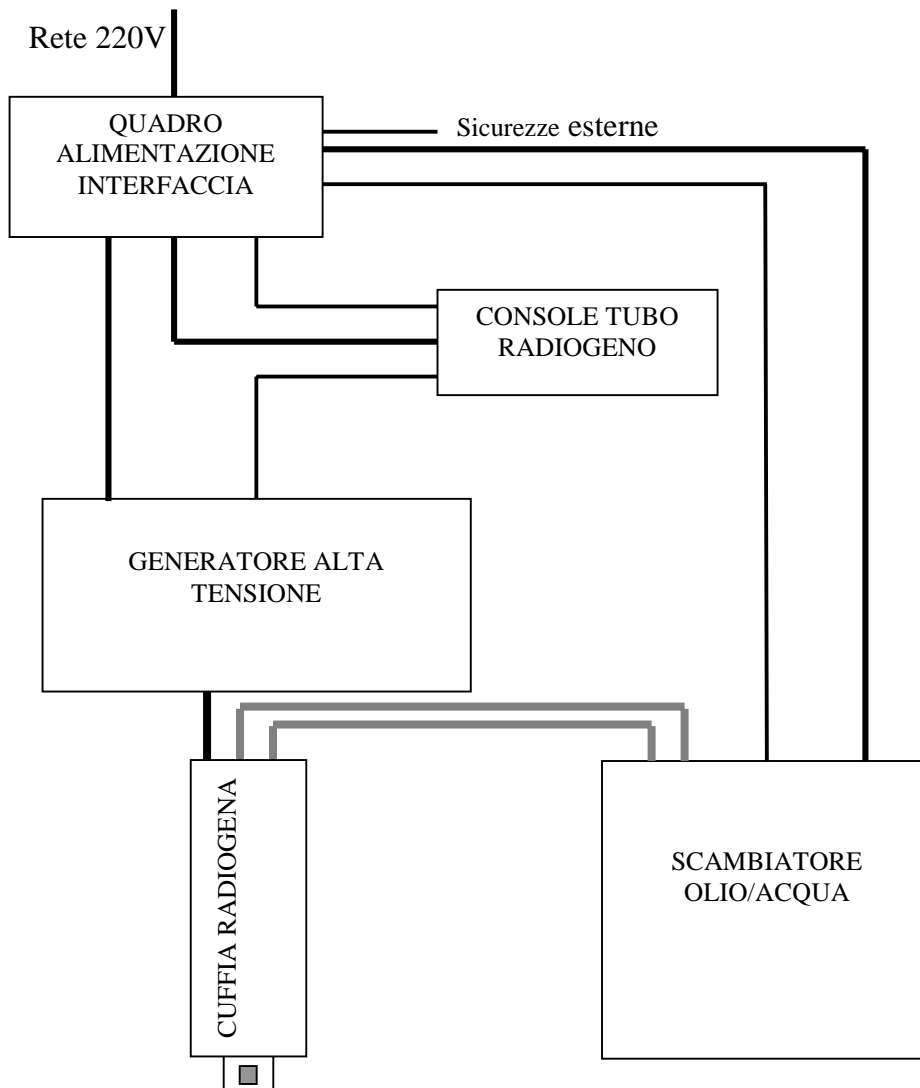 Rete 220V
QUADRO
ALIMENTAZIONE
INTERFACCIA
Sicurezze esterne
CONSOLE TUBO
RADIOGENO
GENERATORE ALTA
TENSIONE
CUFFIA RADIOGENA
SCAMBIATORE
OLIO/ACQUA